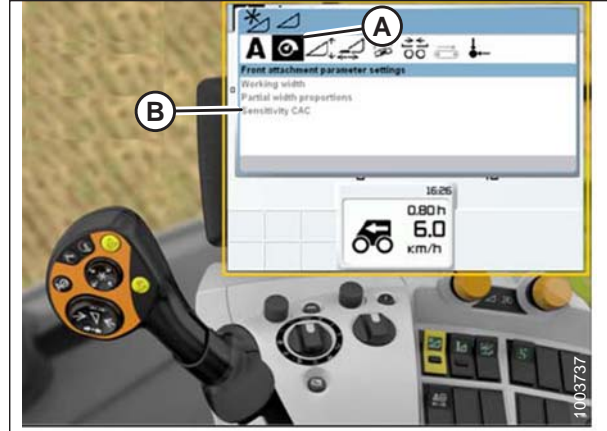 A
A
Front attachment parameter settings
Working width
Partial width proportions
B
Sensitivity CAC
16:26
0.80 h
6.0
km/h
1003737